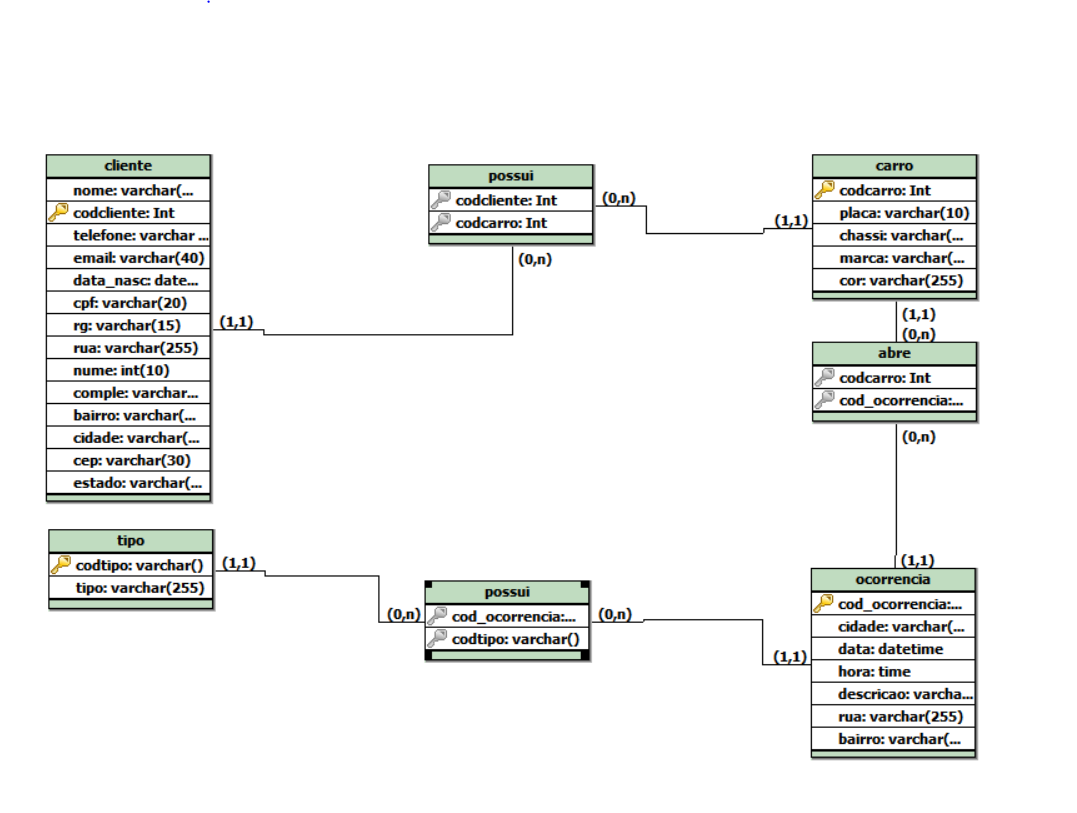 cliente
nome: varchar(...
codcliente: Int
telefone: varchar ...
email: varchar(40)
data_nasc: date...
cpf: varchar(20)
rg: varchar(15)
rua: varchar(255)
nume: int(10)
comple: varchar...
bairro: varchar(...
cidade: varchar(...
cep: varchar(30)
estado: varchar(...
(1,1)
possui
codcliente: Int
codcarro: Int
(0,n)
(0,n)
(1,1)
carro
codcarro: Int
placa: varchar(10)
chassi: varchar(...
marca: varchar(...
cor: varchar(255)
(1,1)
(0,n)
abre
codcarro: Int
cod_ocorrencia:...
(0,n)
(1,1)
tipo
codtipo: varchar()
tipo: varchar(255)
(1,1)
(0,n)
possui
cod_ocorrencia:...
codtipo: varchar()
(0,n)
(1,1)
ocorrencia
cod_ocorrencia:...
cidade: varchar(...
data: datetime
hora: time
descricao: varcha...
rua: varchar(255)
bairro: varchar(...